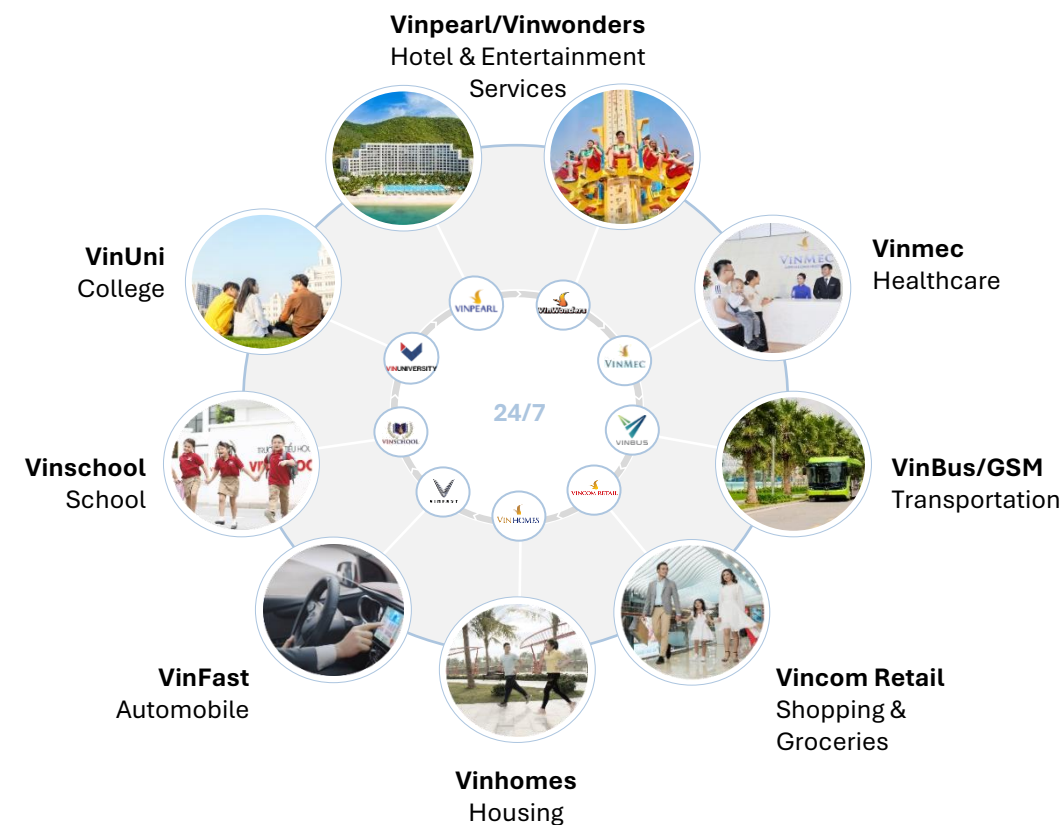 Vinpearl/Vinwonders
Hotel & Entertainment
Services
VinUni
College
Vinmec
Healthcare
VINMEC
VINPEARL
VinWonders
VINUNIVERSITY
VINMEC
24/7
VINSCHOOL
VINBUS
VINFAST
VINCOM RETAIL
VINHOMES
Vinschool
School
VinBus/GSM
Transportation
VinFast
Automobile
Vincom Retail
Shopping &
Groceries
Vinhomes
Housing